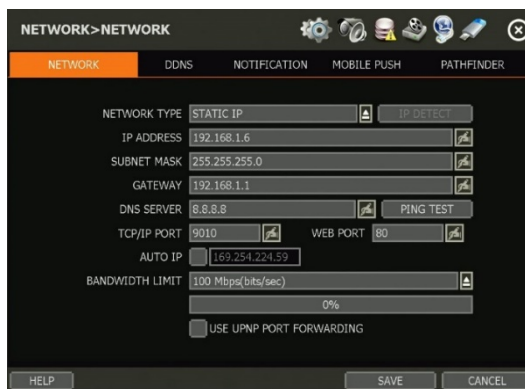 NETWORK>NETWORK
NETWORK DDNS NOTIFICATION MOBILE PUSH PATHFINDER
NETWORK TYPE STATIC IP IP DETECT
IP ADDRESS 192.168.1.6
SUBNET MASK 255.255.255.0
GATEWAY 192.168.1.1
DNS SERVER 8.8.8.8 PING TEST
TCP/IP PORT 9010 WEB PORT 80
AUTO IP 169.254.224.59
BANDWIDTH LIMIT 100 Mbps(bits/sec)
0%
USE UPNP PORT FORWARDING
HELP SAVE CANCEL